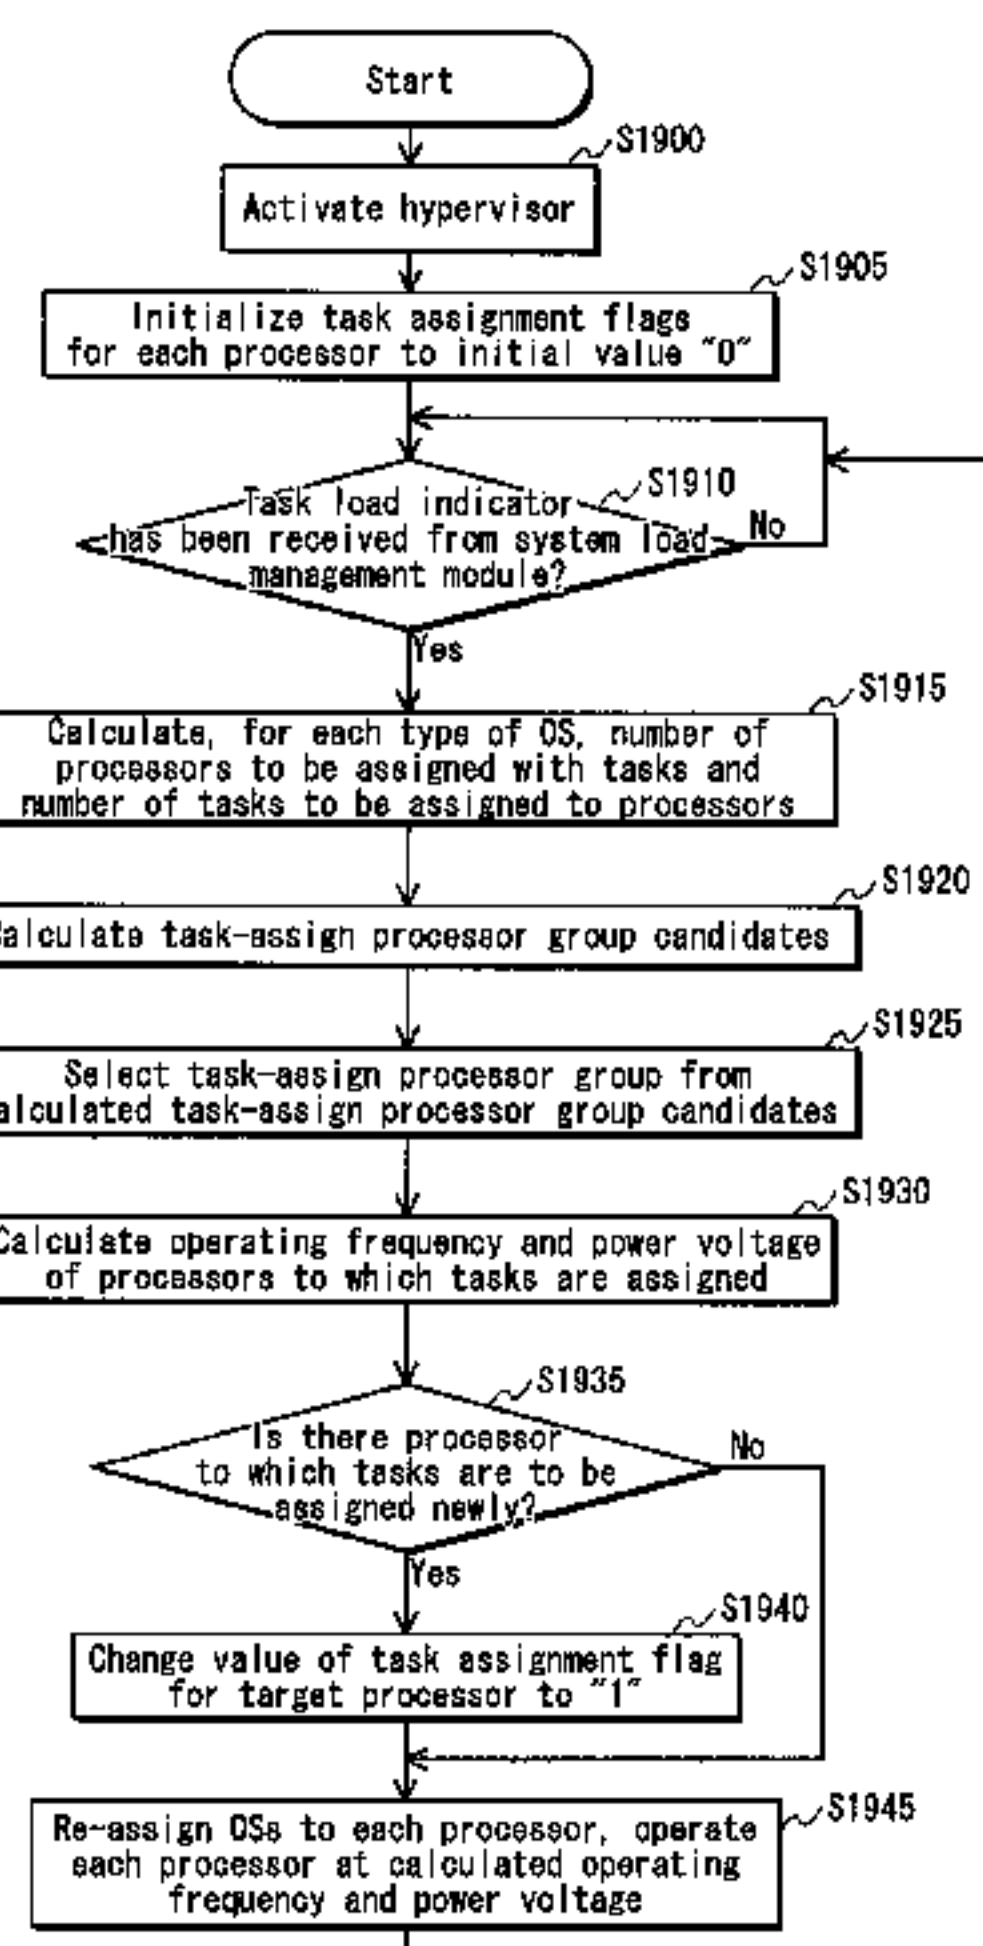 Start
S1900
Activate hypervisor
S1905
Initialize task assignment flags
for each processor to initial value "0"
S1910
Task load indicator
has been received from system load
management module?
No
Yes
S1915
Calculate, for each type of OS, number of
processors to be assigned with tasks and
number of tasks to be assigned to processors
S1920
alculate task-assign processor group candidates
S1925
Select task-assign processor group from
alculated task-assign processor group candidates
S1930
Calculate operating frequency and power voltage
of processors to which tasks are assigned
S1935
Is there processor
to which tasks are to be
assigned newly?
No
Yes
S1940
Change value of task assignment flag
for target processor to "1"
S1945
Re-assign OSs to each processor, operate
each processor at calculated operating
frequency and power voltage